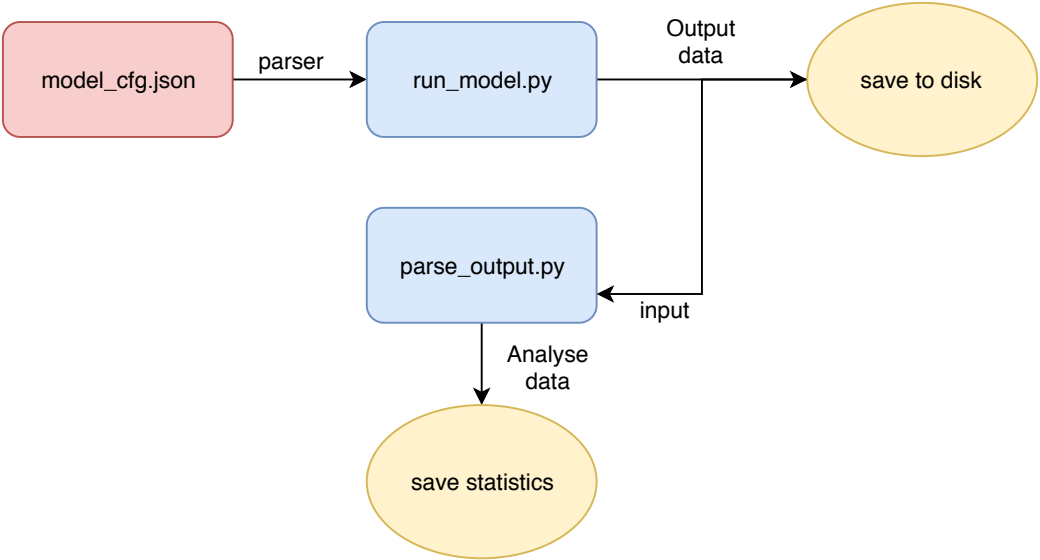 model_cfg.json
parser
run_model.py
Output
data
save to disk
parse_output.py
input
Analyse
data
save statistics